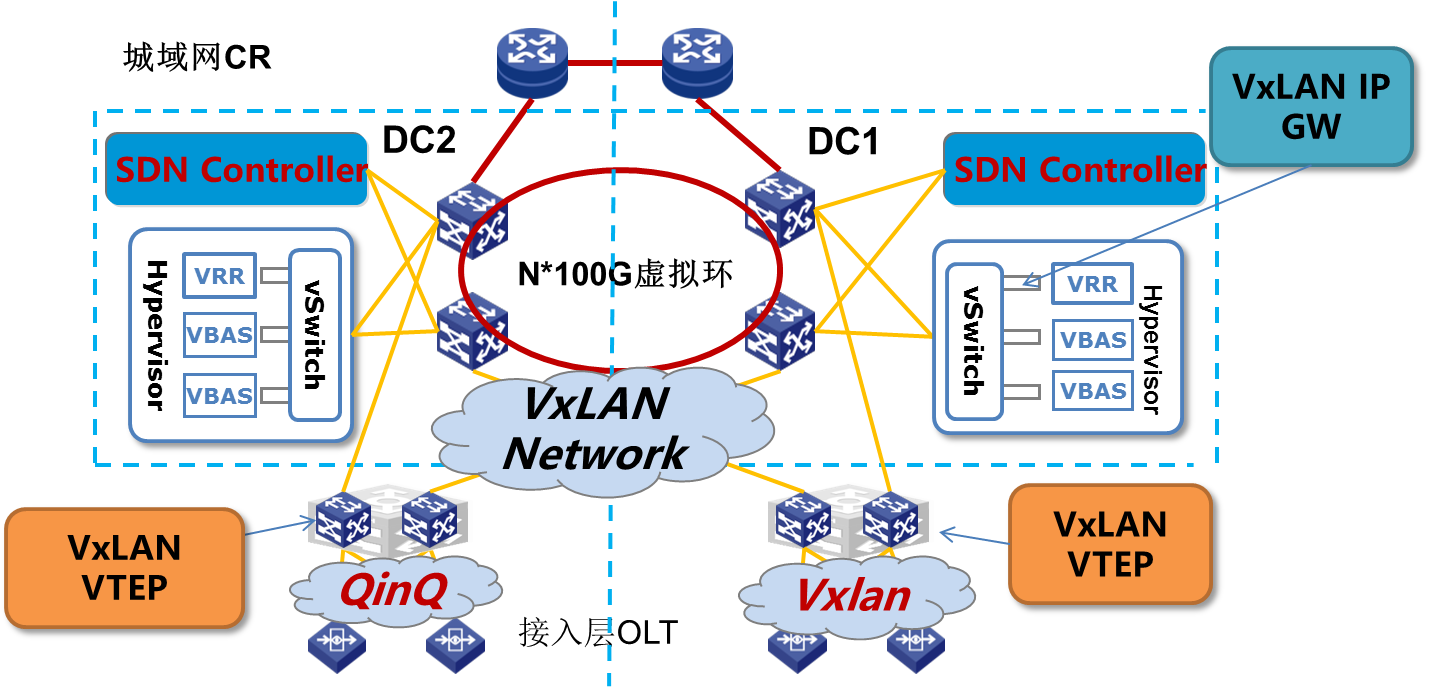 城域网CR
VxLAN IP
GW
DC2
DC1
SDN Controller
SDN Controller
Hypervisor
VRR
VBAS
VBAS
vSwitch
N*100G虚拟环
vSwitch
VRR
VBAS
VBAS
Hypervisor
VxLAN
Network
VxLAN
VTEP
VxLAN
VTEP
QinQ
Vxlan
接入层OLT